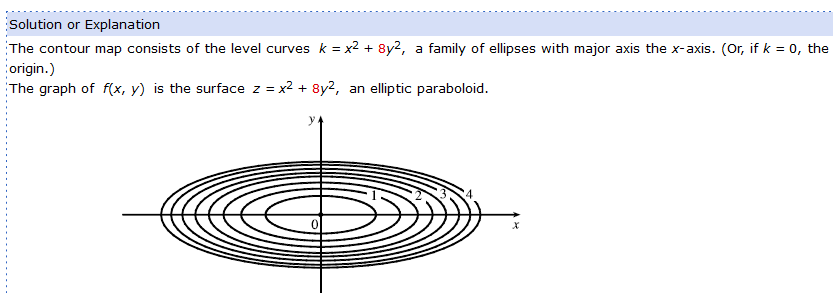 Solution or Explanation
The contour map consists of the level curves k = x² + 8y², a family of ellipses with major axis the x-axis. (Or, if k = 0, the
origin.)
The graph of f(x, y) is the surface z = x² + 8y², an elliptic paraboloid.
y
1 2 3 4
0
x